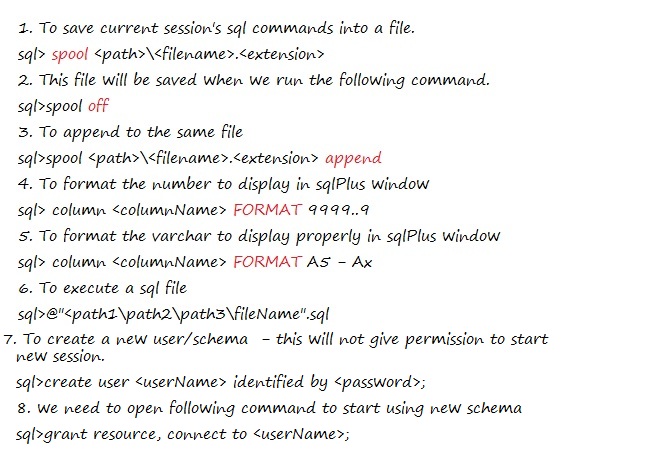 1. To save current session's sql commands into a file.
sql> spool <path>\<filename>.<extension>
2. This file will be saved when we run the following command.
sql>spool off
3. To append to the same file
sql>spool <path>\<filename>.<extension> append
4. To format the number to display in sqlPlus window
sql> column <columnName> FORMAT 9999..9
5. To format the varchar to display properly in sqlPlus window
sql> column <columnName> FORMAT A5 - Ax
6. To execute a sql file
sql>@"<path1\path2\path3\fileName".sql
7. To create a new user/schema - this will not give permission to start
new session.
sql>create user <userName> identified by <password>;
8. we need to open following command to start using new schema
sql>grant resource, connect to <userName>;